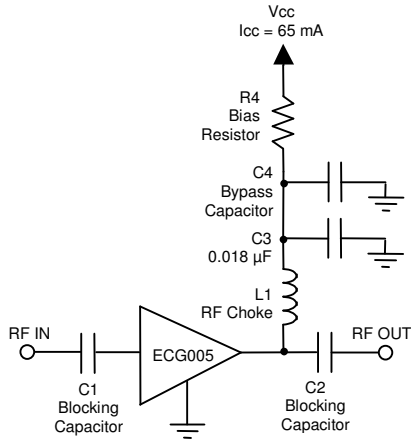 Vcc
Icc = 65 mA
R4
Bias
Resistor
C4
Bypass
Capacitor
C3
0.018 µF
L1
RF Choke
RF IN
ECG005
RF OUT
C1
Blocking
Capacitor
C2
Blocking
Capacitor